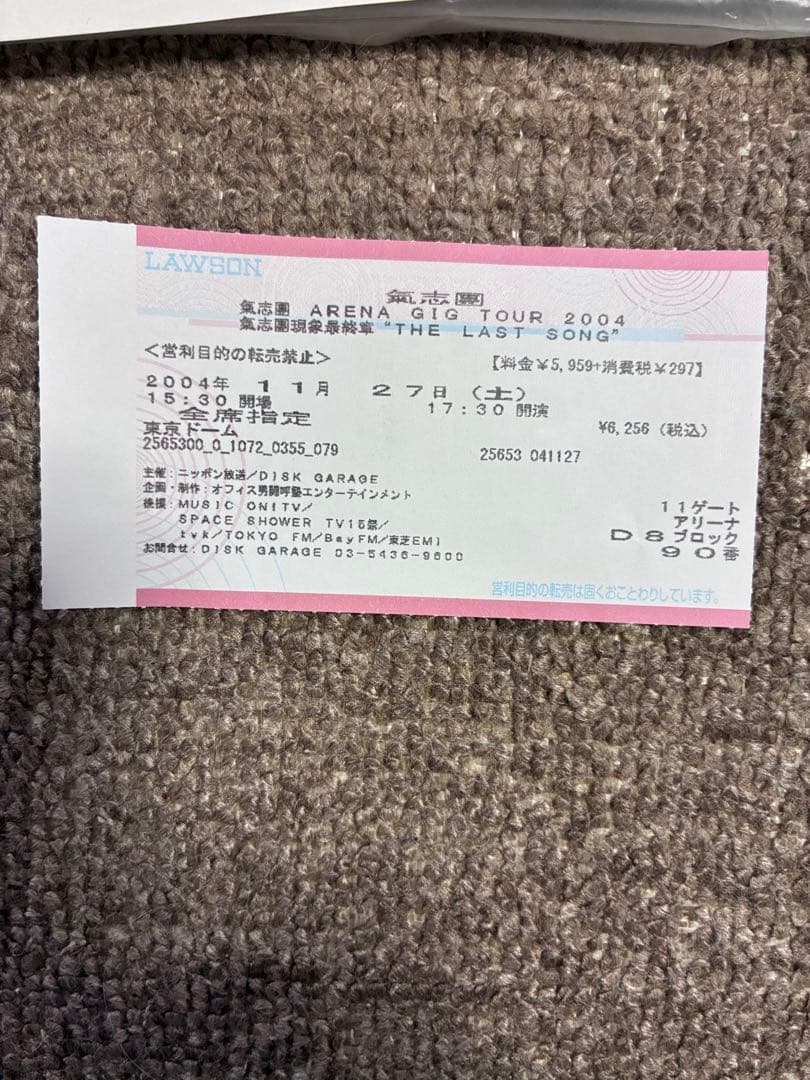 LAWSON
氣志團
氣志團 ARENA GIG TOUR 2004
氣志團現象最終章“THE LAST SONG”
＜営利目的の転売禁止＞
【料金¥5,959+消費税¥297】
2004年 11月 27日（土）
15:30 開場 17:30 開演
全席指定
¥6,256（税込）
東京ドーム
2565300_0_1072_0355_079
25653 041127
主催：ニッポン放送/DISK GARAGE
企画・制作：オフィス男闘呼塾エンターテインメント
後援：MUSIC ON!TV/
SPACE SHOWER TV15祭/
tvk/TOKYO FM/BayFM/東芝EMI
お問合せ：DISK GARAGE 03-5436-9600
11ゲート
アリーナ
D8ブロック
90番
営利目的の転売は固くおことわりしています。